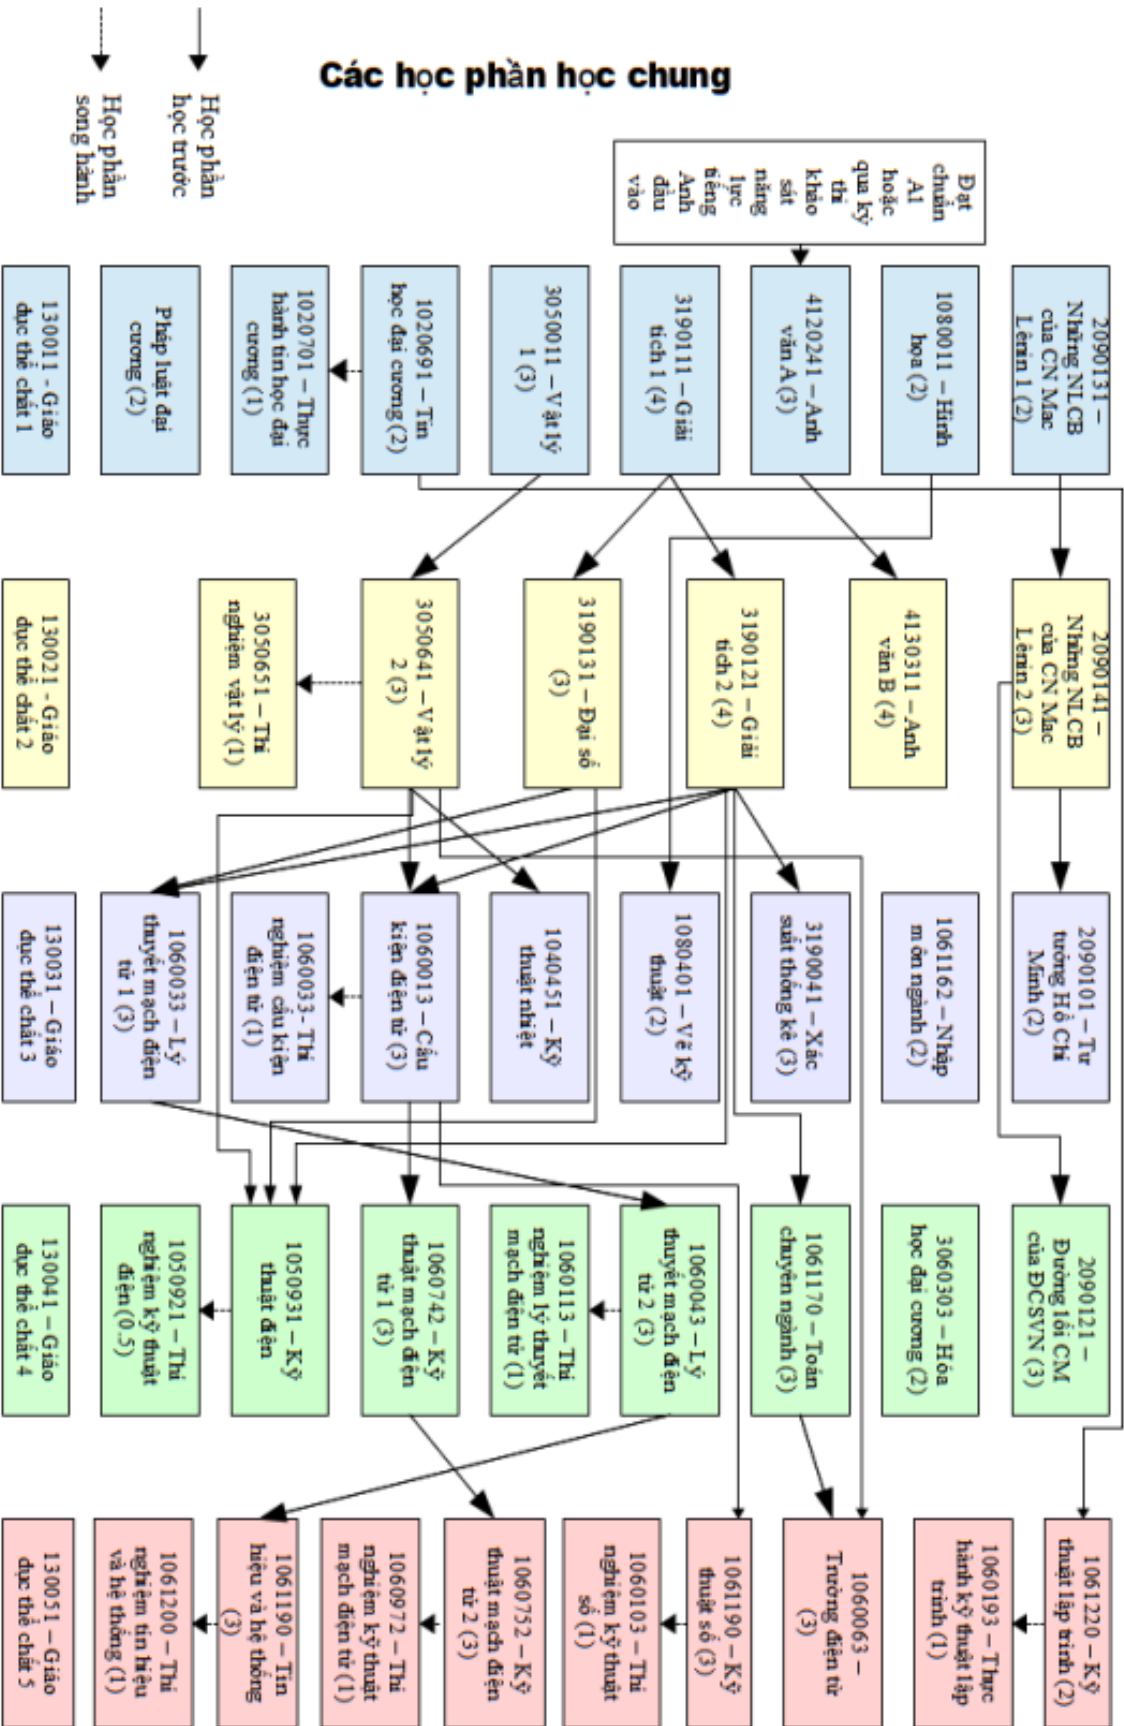 Các học phần học chung
Học phần
học trước
Học phần
song hành
Đạt
chuẩn
A1
hoặc
qua kỳ
thi
khảo
sát
năng
lực
tiếng
Anh
đầu
vào
2090131 –
Những NLCB
của CN Mac
Lênin 1 (2)
1080011 – Hình
họa (2)
4120241 – Anh
văn A (3)
3190111 – Giải
tích 1 (4)
3050011 – Vật lý
1 (3)
1020691 – Tin
học đại cương (2)
1020701 – Thực
hành tin học đại
cương (1)
Pháp luật đại
cương (2)
130011 - Giáo
dục thể chất 1
2090141 –
Những NLCB
của CN Mac
Lênin 2 (3)
4130311 – Anh
văn B (4)
3190121 – Giải
tích 2 (4)
3190131 – Đại số
(3)
3050641 – Vật lý
2 (3)
3050651 – Thí
nghiệm vật lý (1)
130021 - Giáo
dục thể chất 2
2090101 – Tư
tưởng Hồ Chí
Minh (2)
1061162 – Nhập
môn ngành (2)
3190041 – Xác
suất thống kê (3)
1080401 – Vẽ kỹ
thuật (2)
1040451 – Kỹ
thuật nhiệt
1060013 – Cấu
kiện điện tử (3)
1060033- Thí
nghiệm cấu kiện
điện tử (1)
1060033 – Lý
thuyết mạch điện
tử 1 (3)
130031 – Giáo
dục thể chất 3
2090121 –
Đường lối CM
của ĐCSVN (3)
3060303 – Hóa
học đại cương (2)
1061170 – Toán
chuyên ngành (3)
1060043 – Lý
thuyết mạch điện
tử 2 (3)
1060113 – Thí
nghiệm lý thuyết
mạch điện tử (1)
1060742 – Kỹ
thuật mạch điện
tử 1 (3)
1050931 – Kỹ
thuật điện
1050921 – Thí
nghiệm kỹ thuật
điện (0.5)
130041 – Giáo
dục thể chất 4
1061220 – Kỹ
thuật lập trình (2)
1060193 – Thực
hành kỹ thuật lập
trình (1)
1060063 –
Trường điện từ
(3)
1061190 – Kỹ
thuật số (3)
1060103 – Thí
nghiệm kỹ thuật
số (1)
1060752 – Kỹ
thuật mạch điện
tử 2 (3)
1060972 – Thí
nghiệm kỹ thuật
mạch điện tử (1)
1061190 – Tín
hiệu và hệ thống
(3)
1061200 – Thí
nghiệm tín hiệu
và hệ thống (1)
130051 – Giáo
dục thể chất 5